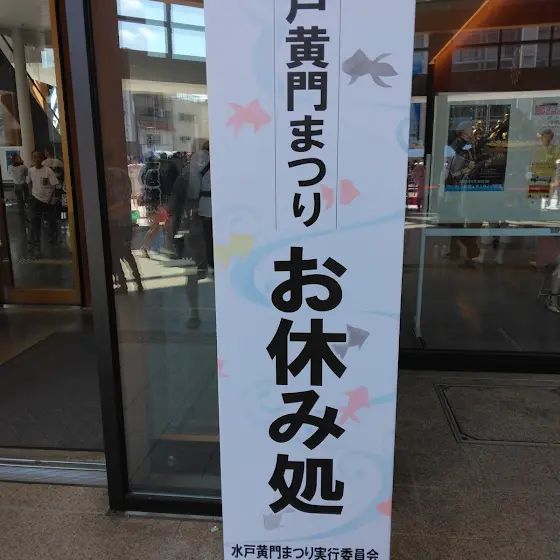 戸黄門まつり
お休み処
水戸黄門まつり実行委員会